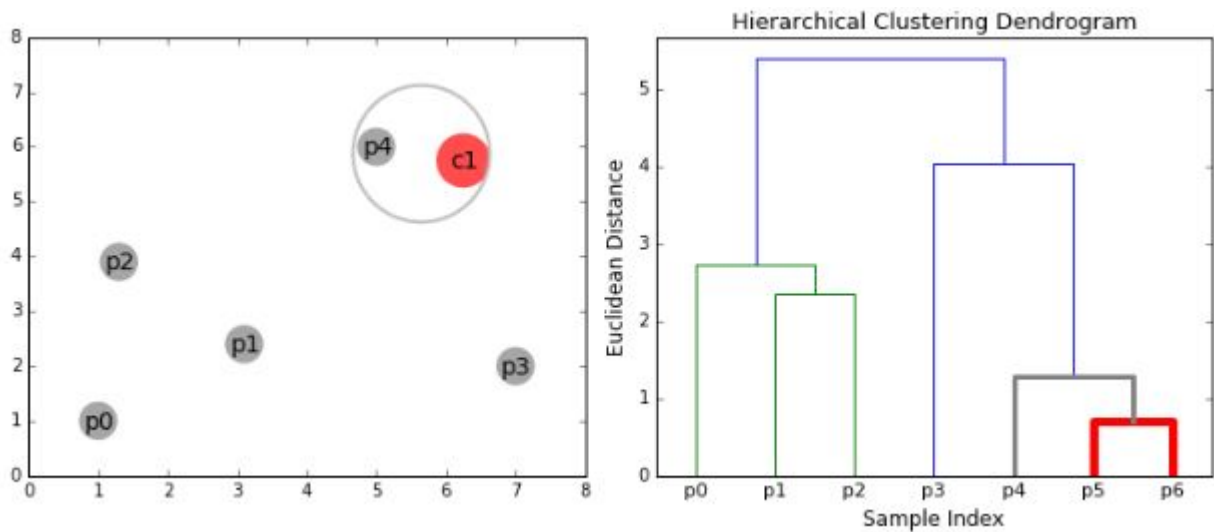 Hierarchical Clustering Dendrogram
8
7
6
5
4
3
2
1
0
p4
c1
p2
p1
p3
p0
0 1 2 3 4 5 6 7 8
Euclidean Distance
5
4
3
2
1
0
p0 p1 p2 p3 p4 p5 p6
Sample Index